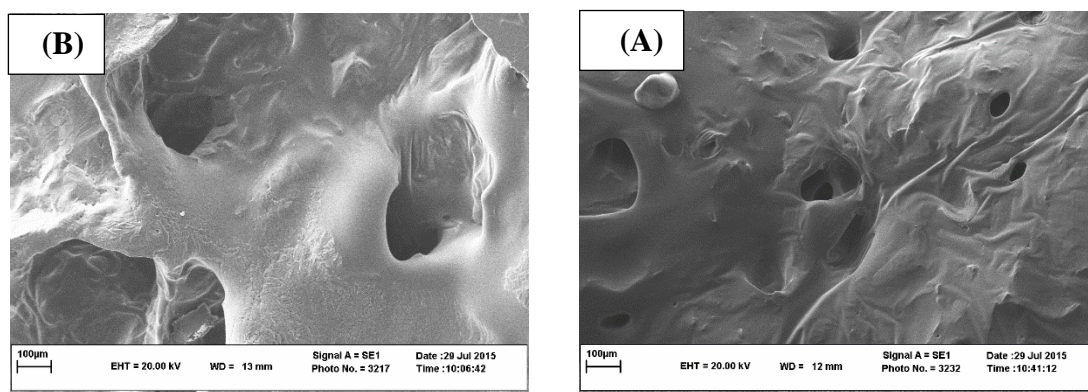 (B)
100µm
EHT = 20.00 kV
WD = 13 mm
Signal A = SE1
Photo No. = 3217
Date :29 Jul 2015
Time :10:06:42
(A)
100µm
EHT = 20.00 kV
WD = 12 mm
Signal A = SE1
Photo No. = 3232
Date :29 Jul 2015
Time :10:41:12